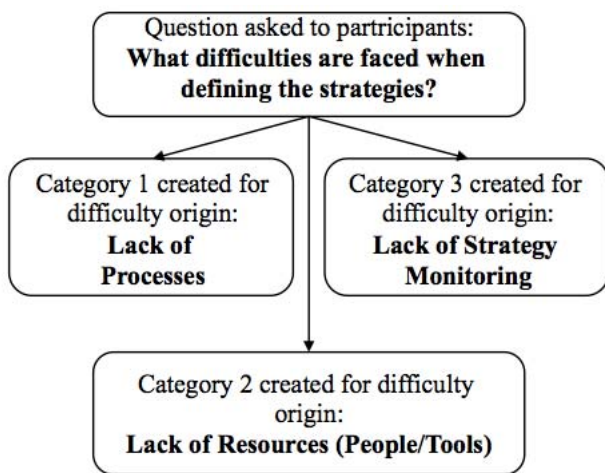 Question asked to partricipants:
What difficulties are faced when
defining the strategies?
Category 1 created for
difficulty origin:
Lack of
Processes
Category 3 created for
difficulty origin:
Lack of Strategy
Monitoring
Category 2 created for difficulty
origin:
Lack of Resources (People/Tools)